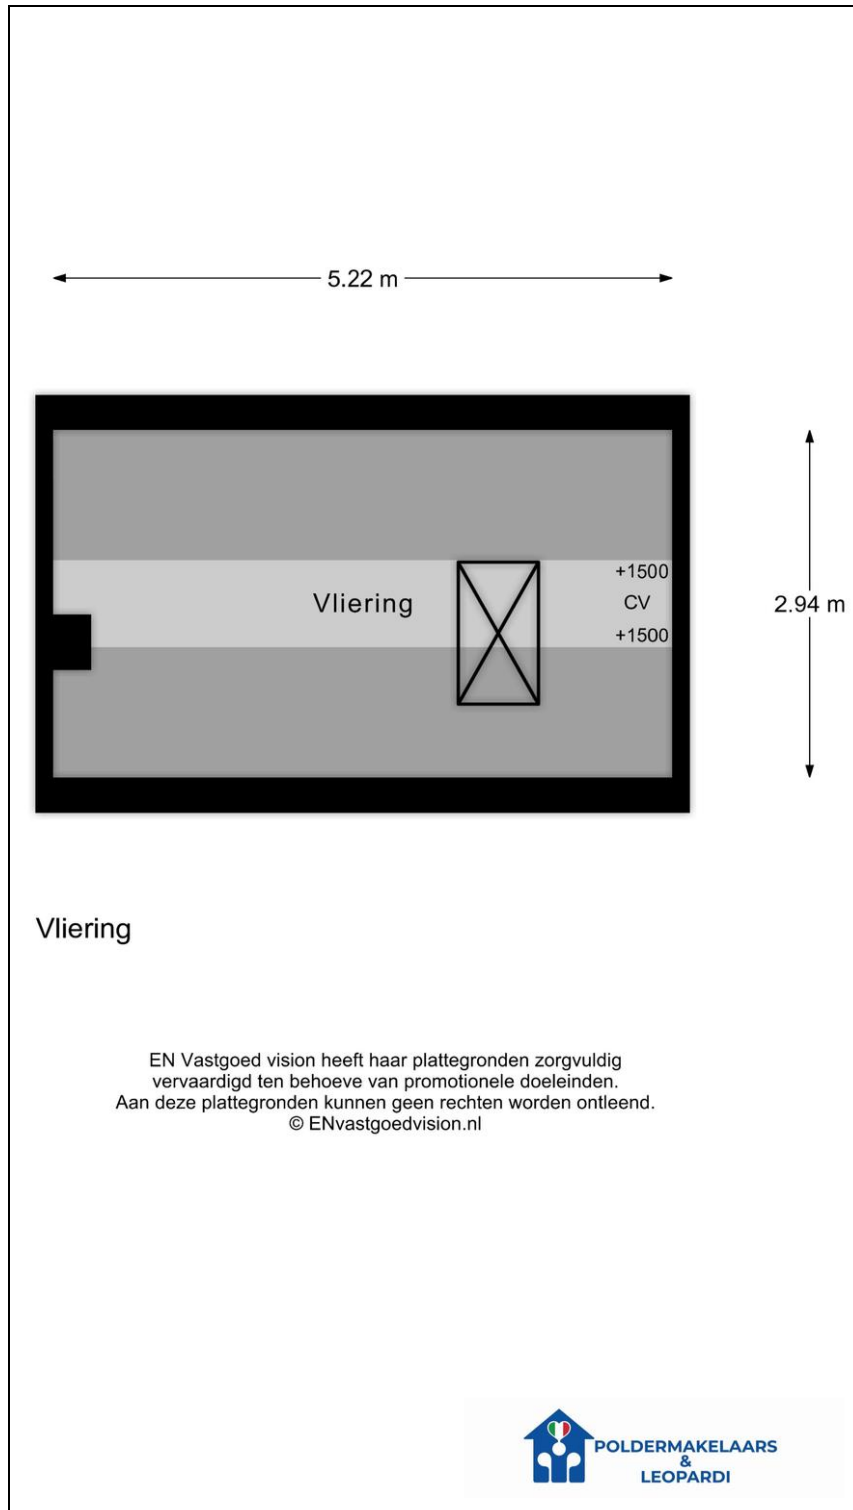 5.22 m
+1500
Vliering
CV
2.94 m
+1500
Vliering
EN Vastgoed vision heeft haar plattegronden zorgvuldig
vervaardigd ten behoeve van promotionele doeleinden.
Aan deze plattegronden kunnen geen rechten worden ontleend.
© ENvastgoedvision.nl
POLDERMAKELAARS
&
LEOPARDI